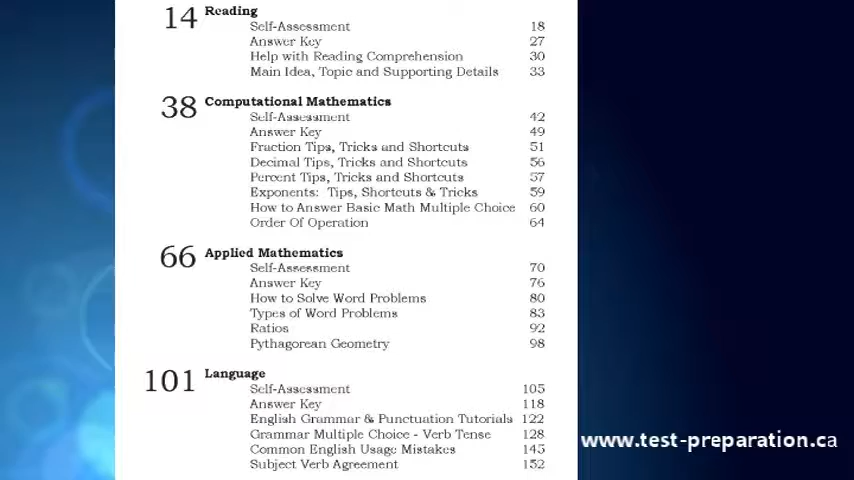 14 Reading
Self-Assessment 18
Answer Key 27
Help with Reading Comprehension 30
Main Idea, Topic and Supporting Details 33
38 Computational Mathematics
Self-Assessment 42
Answer Key 49
Fraction Tips, Tricks and Shortcuts 51
Decimal Tips, Tricks and Shortcuts 56
Percent Tips, Tricks and Shortcuts 57
Exponents: Tips, Shortcuts & Tricks 59
How to Answer Basic Math Multiple Choice 60
Order Of Operation 64
66 Applied Mathematics
Self-Assessment 70
Answer Key 76
How to Solve Word Problems 80
Types of Word Problems 83
Ratios 92
Pythagorean Geometry 98
101 Language
Self-Assessment 105
Answer Key 118
English Grammar & Punctuation Tutorials 122
Grammar Multiple Choice - Verb Tense 128
Common English Usage Mistakes 145
Subject Verb Agreement 152
www.test-preparation.ca